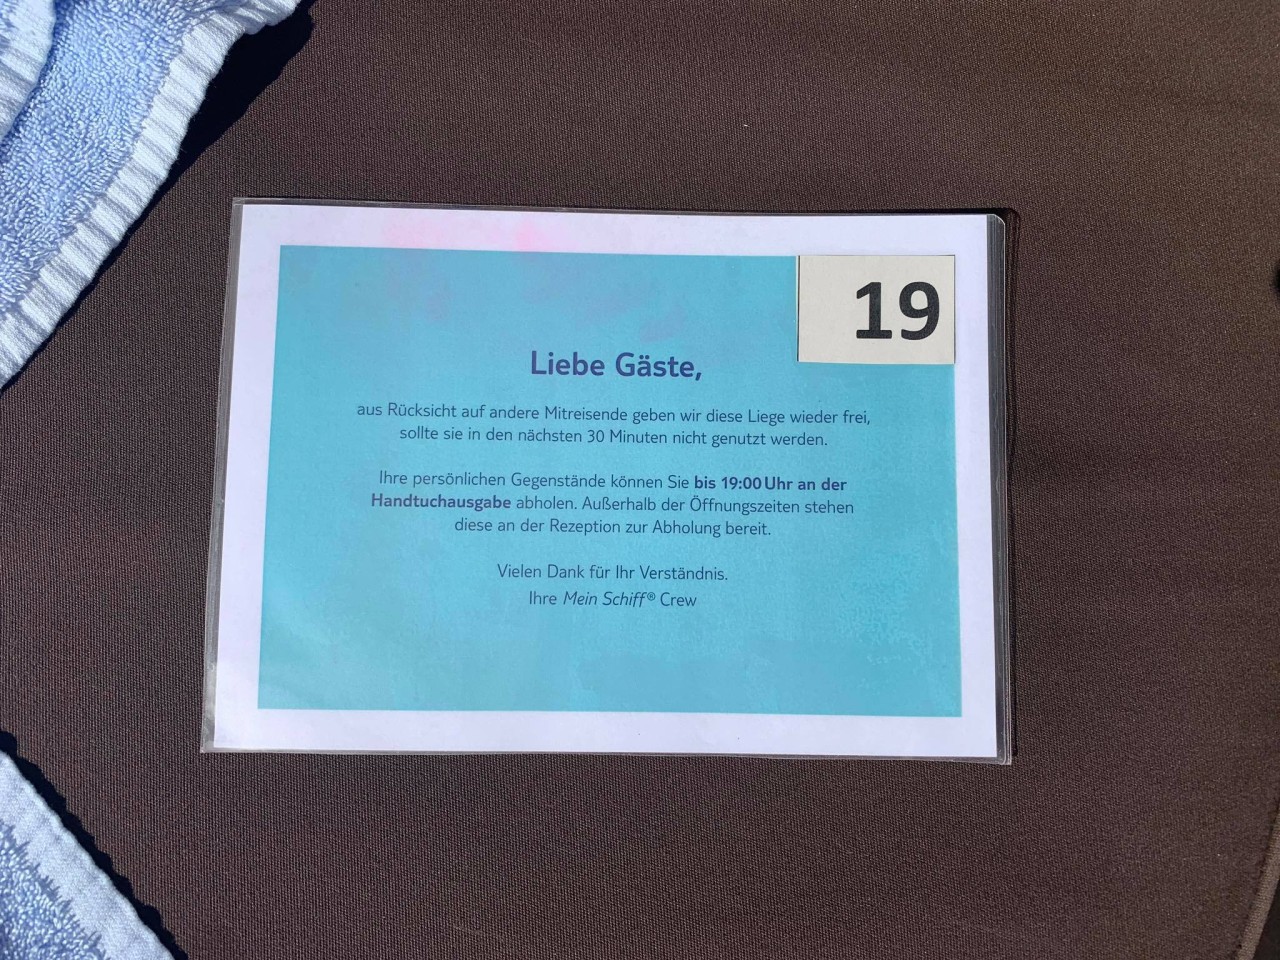 19
Liebe Gäste,
aus Rücksicht auf andere Mitreisende geben wir diese Liege wieder frei,
sollte sie in den nächsten 30 Minuten nicht genutzt werden.
Ihre persönlichen Gegenstände können Sie bis 19:00 Uhr an der
Handtuchausgabe abholen. Außerhalb der Öffnungszeiten stehen
diese an der Rezeption zur Abholung bereit.
Vielen Dank für Ihr Verständnis.
Ihre Mein Schiff® Crew